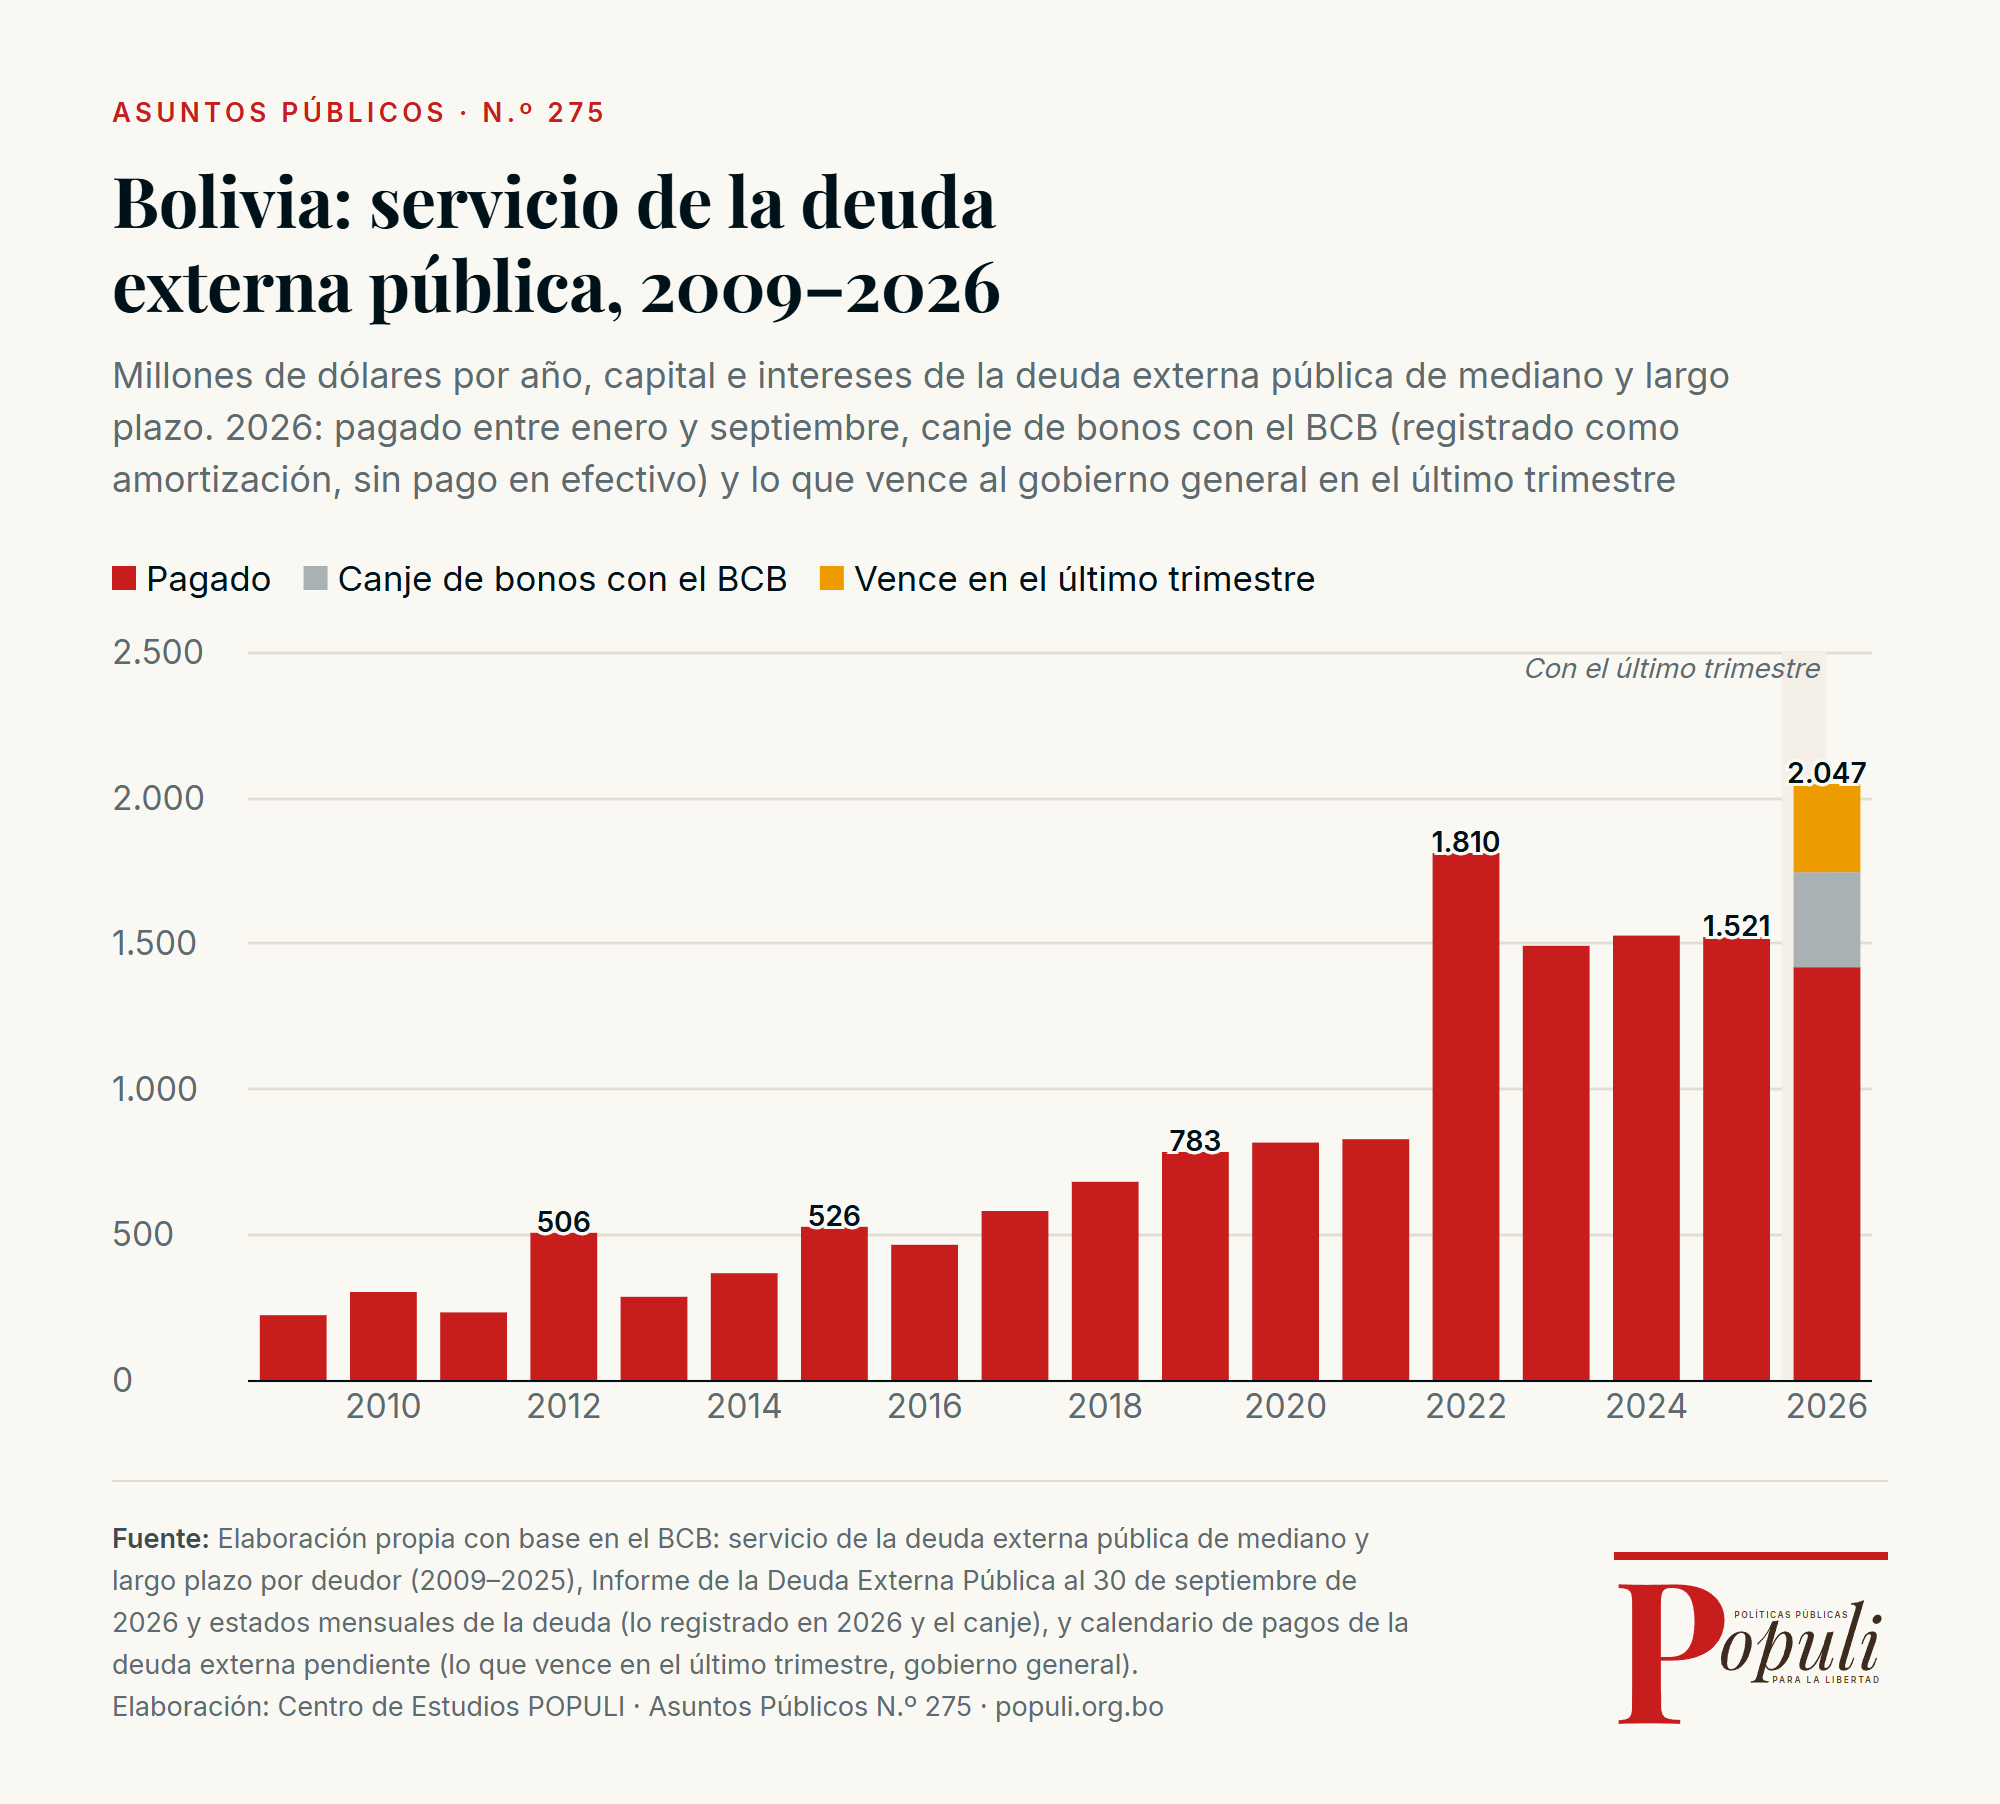 ASUNTOS PÚBLICOS · N.º 275
Bolivia: servicio de la deuda
externa pública, 2009–2026
Millones de dólares por año, capital e intereses de la deuda externa pública de mediano y largo
plazo. 2026: pagado entre enero y septiembre, canje de bonos con el BCB (registrado como
amortización, sin pago en efectivo) y lo que vence al gobierno general en el último trimestre
Pagado Canje de bonos con el BCB Vence en el último trimestre
2.500
Con el último trimestre
2.047
2.000
1.810
1.521
1.500
1.000
783
526
506
500
0
2010 2012 2014 2016 2018 2020 2022 2024 2026
Fuente: Elaboración propia con base en el BCB: servicio de la deuda externa pública de mediano y
largo plazo por deudor (2009–2025), Informe de la Deuda Externa Pública al 30 de septiembre de
2026 y estados mensuales de la deuda (lo registrado en 2026 y el canje), y calendario de pagos de la
deuda externa pendiente (lo que vence en el último trimestre, gobierno general).
Elaboración: Centro de Estudios POPULI · Asuntos Públicos N.º 275 · populi.org.bo
POLÍTICAS PÚBLICAS
Populi
PARA LA LIBERTAD